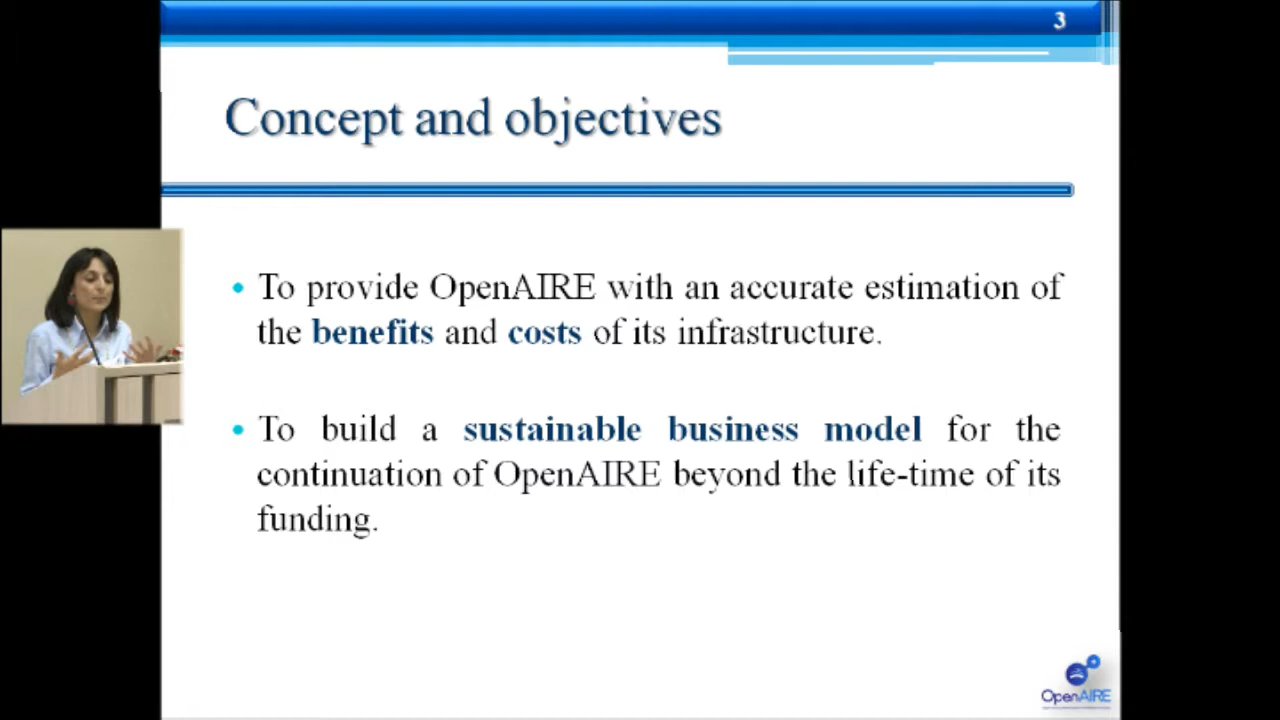 3
Concept and objectives
• To provide OpenAIRE with an accurate estimation of
the benefits and costs of its infrastructure.
• To build a sustainable business model for the
continuation of OpenAIRE beyond the life-time of its
funding.
OpenAIRE